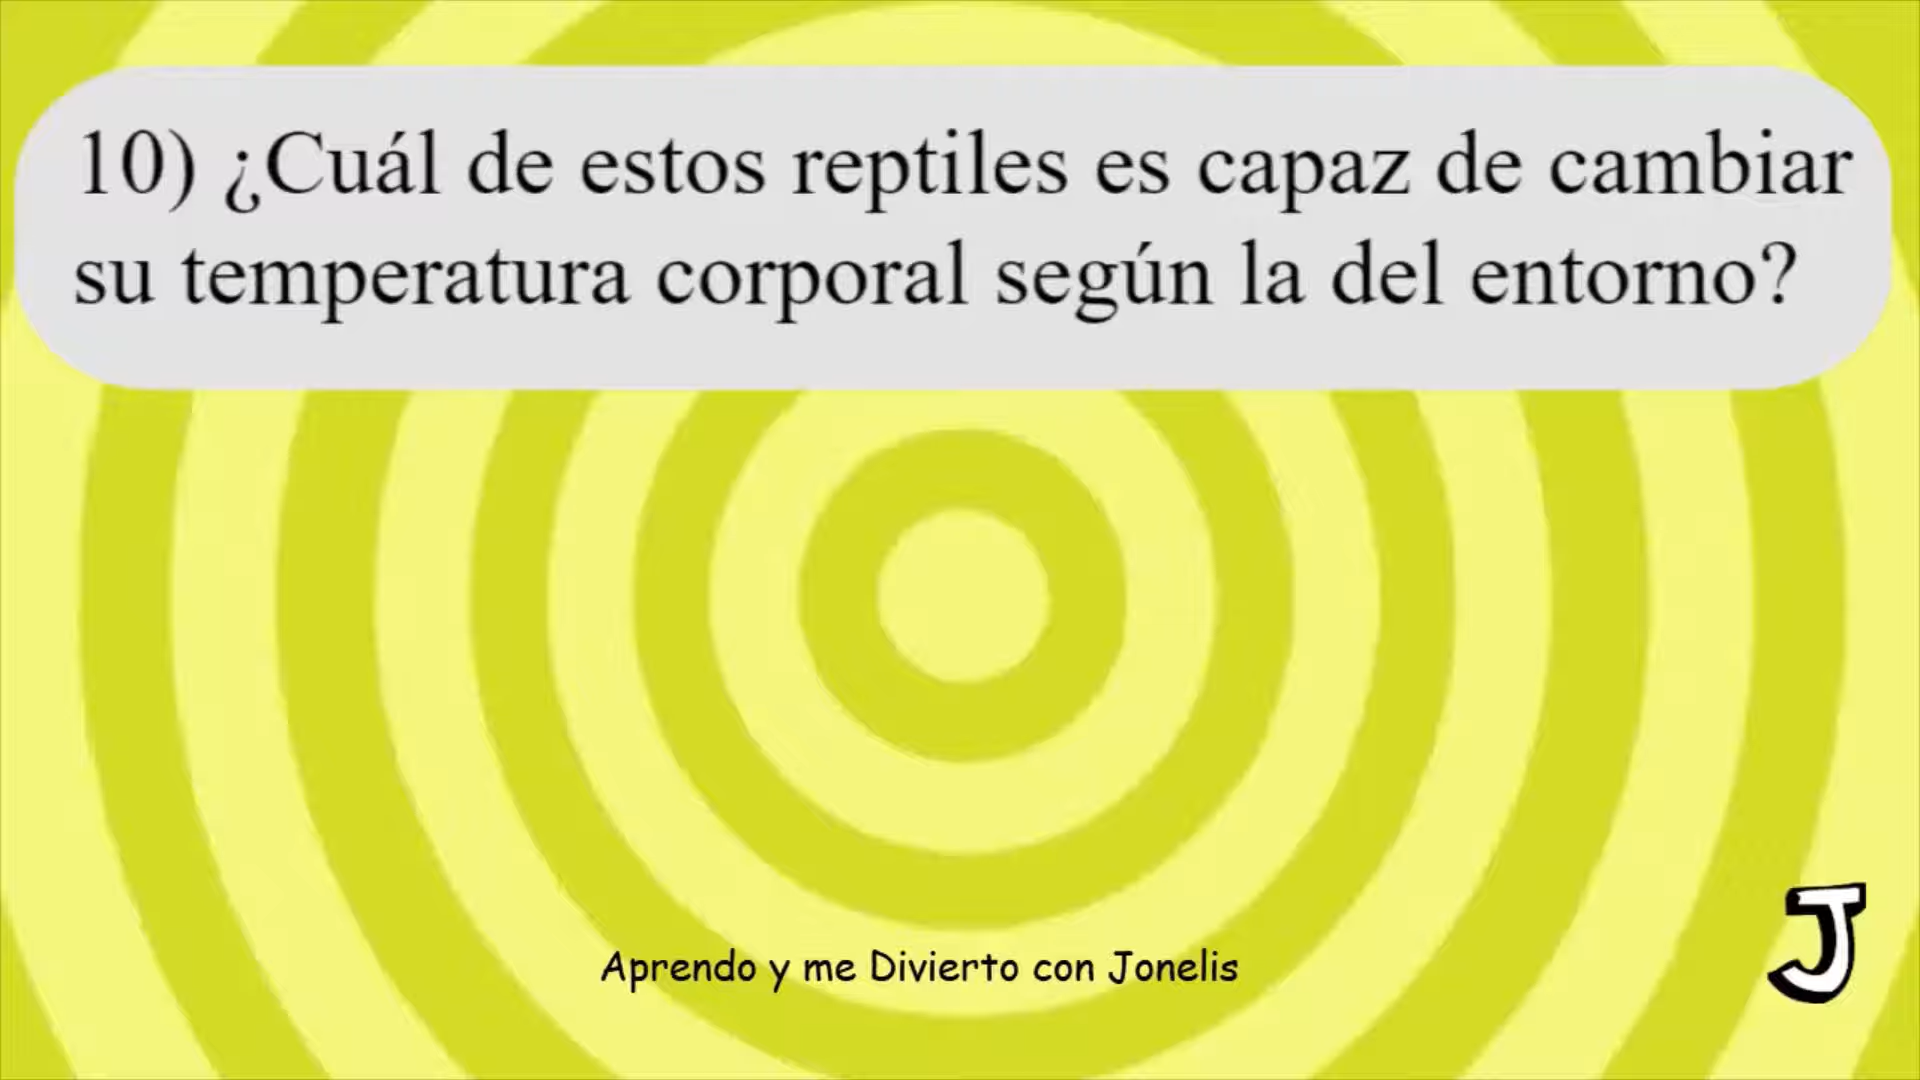 10) ¿Cuál de estos reptiles es capaz de cambiar
su temperatura corporal según la del entorno?
Aprendo y me Divierto con Jonelis
J